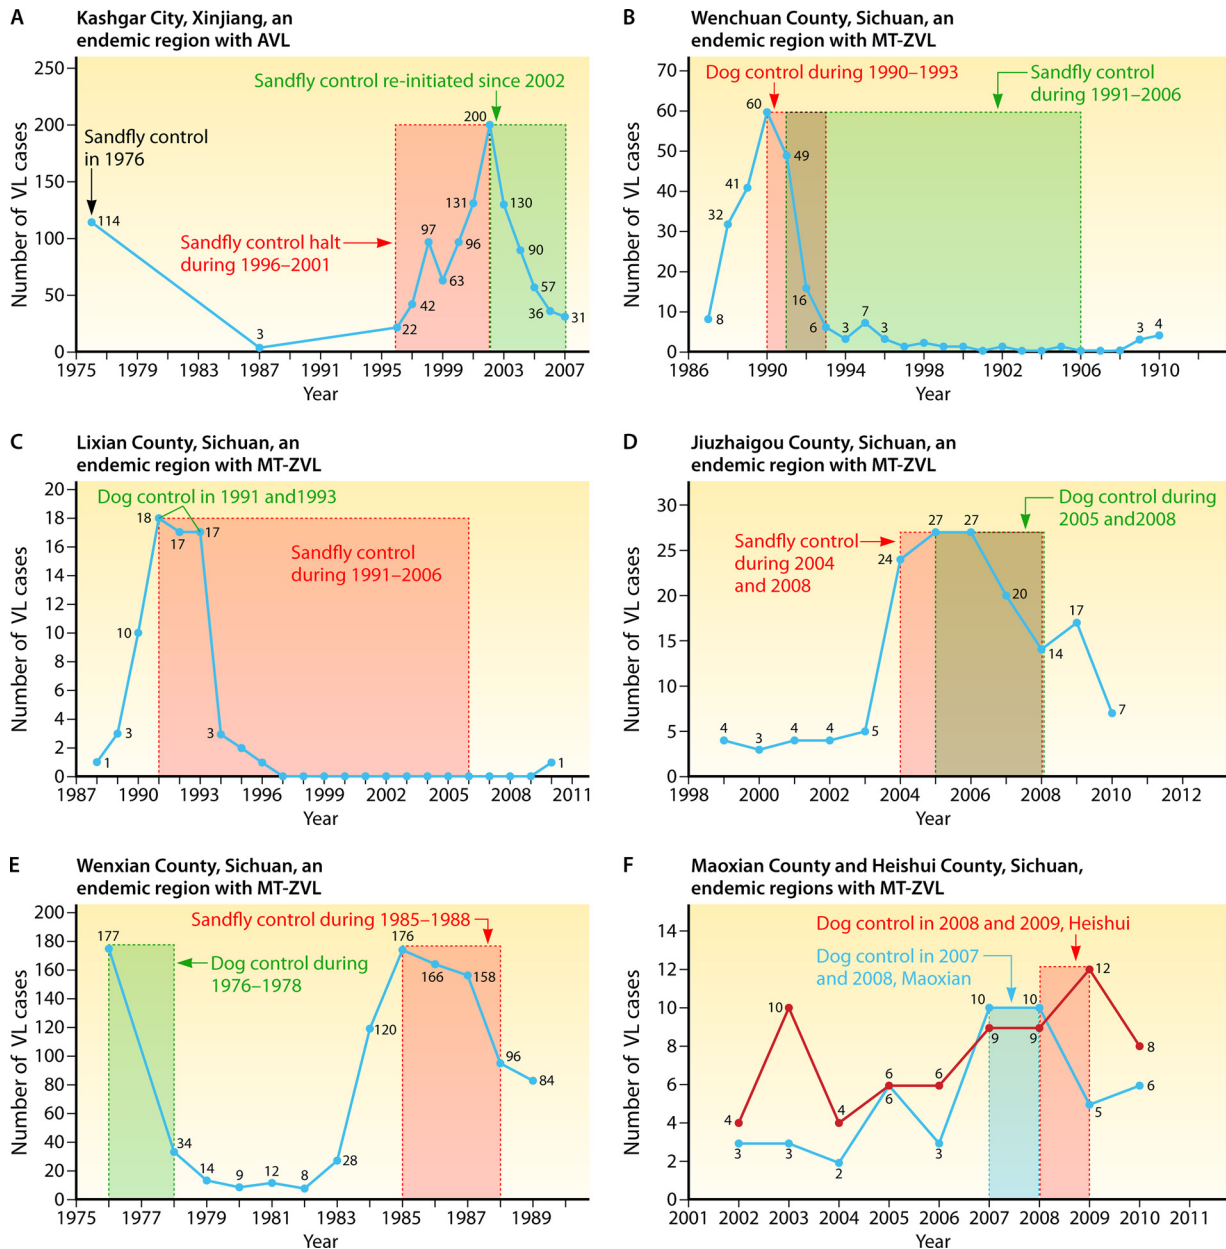 A
Kashgar City, Xinjiang, an
endemic region with AVL
Number of VL cases
250
200
150
100
50
0
Sandfly control re-initiated since 2002
Sandfly control
in 1976
Sandfly control halt
during 1996–2001
114
3
22
42
97
63
96
131
200
130
90
57
36
31
1975 1979 1983 1987 1991 1995 1999 2003 2007
Year
B
Wenchuan County, Sichuan, an
endemic region with MT-ZVL
Number of VL cases
70
60
50
40
30
20
10
0
Dog control during 1990–1993
Sandfly control
during 1991–2006
8
32
41
60
49
16
6
3
7
3
3
4
1986 1990 1994 1998 1902 1906 1910
Year
C
Lixian County, Sichuan, an
endemic region with MT-ZVL
Number of VL cases
20
18
16
14
12
10
8
6
4
2
0
Dog control in 1991 and1993
Sandfly control
during 1991–2006
1
3
10
18
17
17
3
1
1987 1990 1993 1996 1999 2002 2005 2008 2011
Year
D
Jiuzhaigou County, Sichuan, an
endemic region with MT-ZVL
Number of VL cases
30
25
20
15
10
5
0
Dog control during
2005 and2008
Sandfly control
during 2004
and 2008
4
3
4
4
5
24
27
27
20
14
17
7
1998 2000 2002 2004 2006 2008 2010 2012
Year
E
Wenxian County, Sichuan, an
endemic region with MT-ZVL
Number of VL cases
200
180
160
140
120
100
80
60
40
20
0
Sandfly control during 1985–1988
Dog control during
1976–1978
177
34
14
9
12
8
28
120
176
166
158
96
84
1975 1977 1979 1981 1983 1985 1987 1989
Year
F
Maoxian County and Heishui County, Sichuan,
endemic regions with MT-ZVL
Number of VL cases
14
12
10
8
6
4
2
0
Dog control in 2008 and 2009, Heishui
Dog control in 2007
and 2008, Maoxian
4
10
4
6
6
9
9
12
8
3
3
2
6
3
10
10
5
6
2001 2002 2003 2004 2005 2006 2007 2008 2009 2010 2011
Year